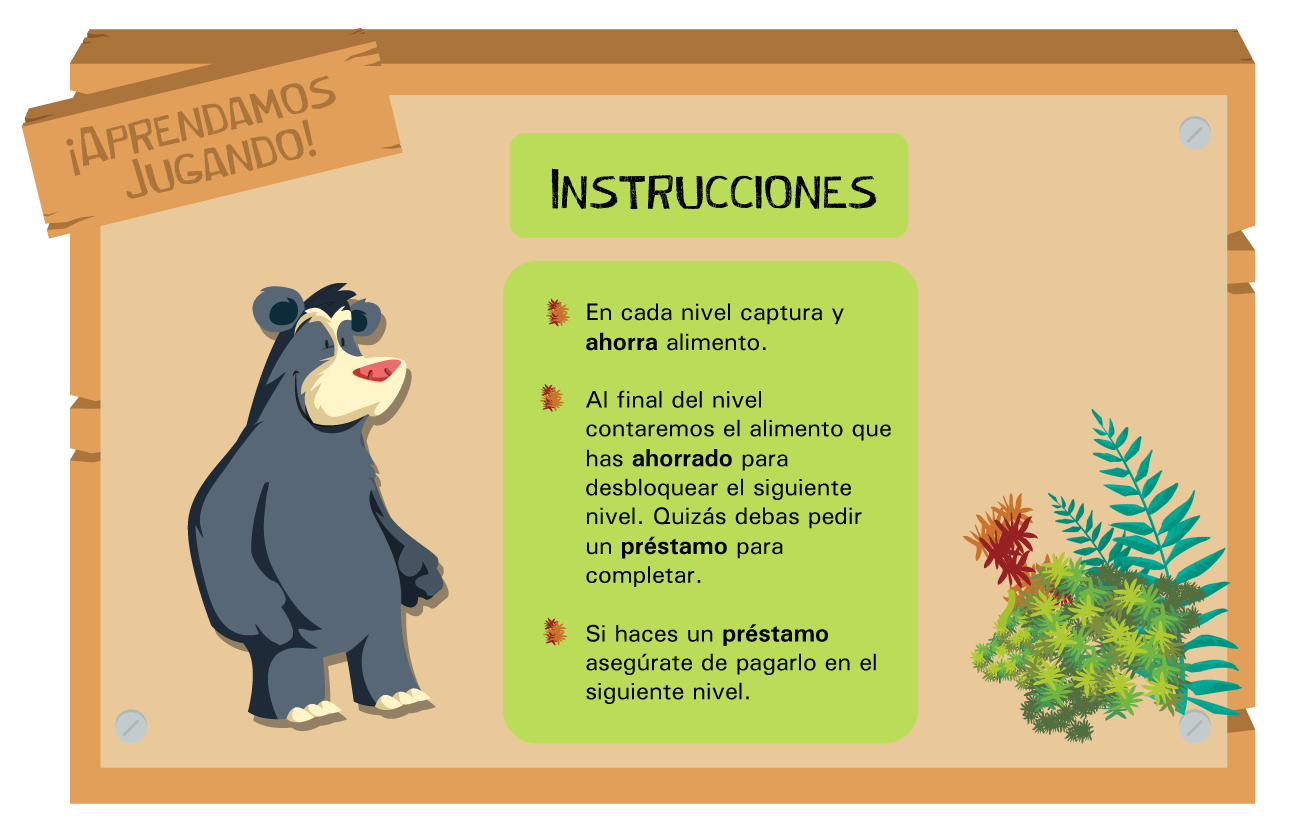 ¡APRENDAMOS
JUGANDO!
INSTRUCCIONES
En cada nivel captura y
ahorra alimento.
Al final del nivel
contaremos el alimento que
has ahorrado para
desbloquear el siguiente
nivel. Quizás debas pedir
un préstamo para
completar.
Si haces un préstamo
asegúrate de pagarlo en el
siguiente nivel.